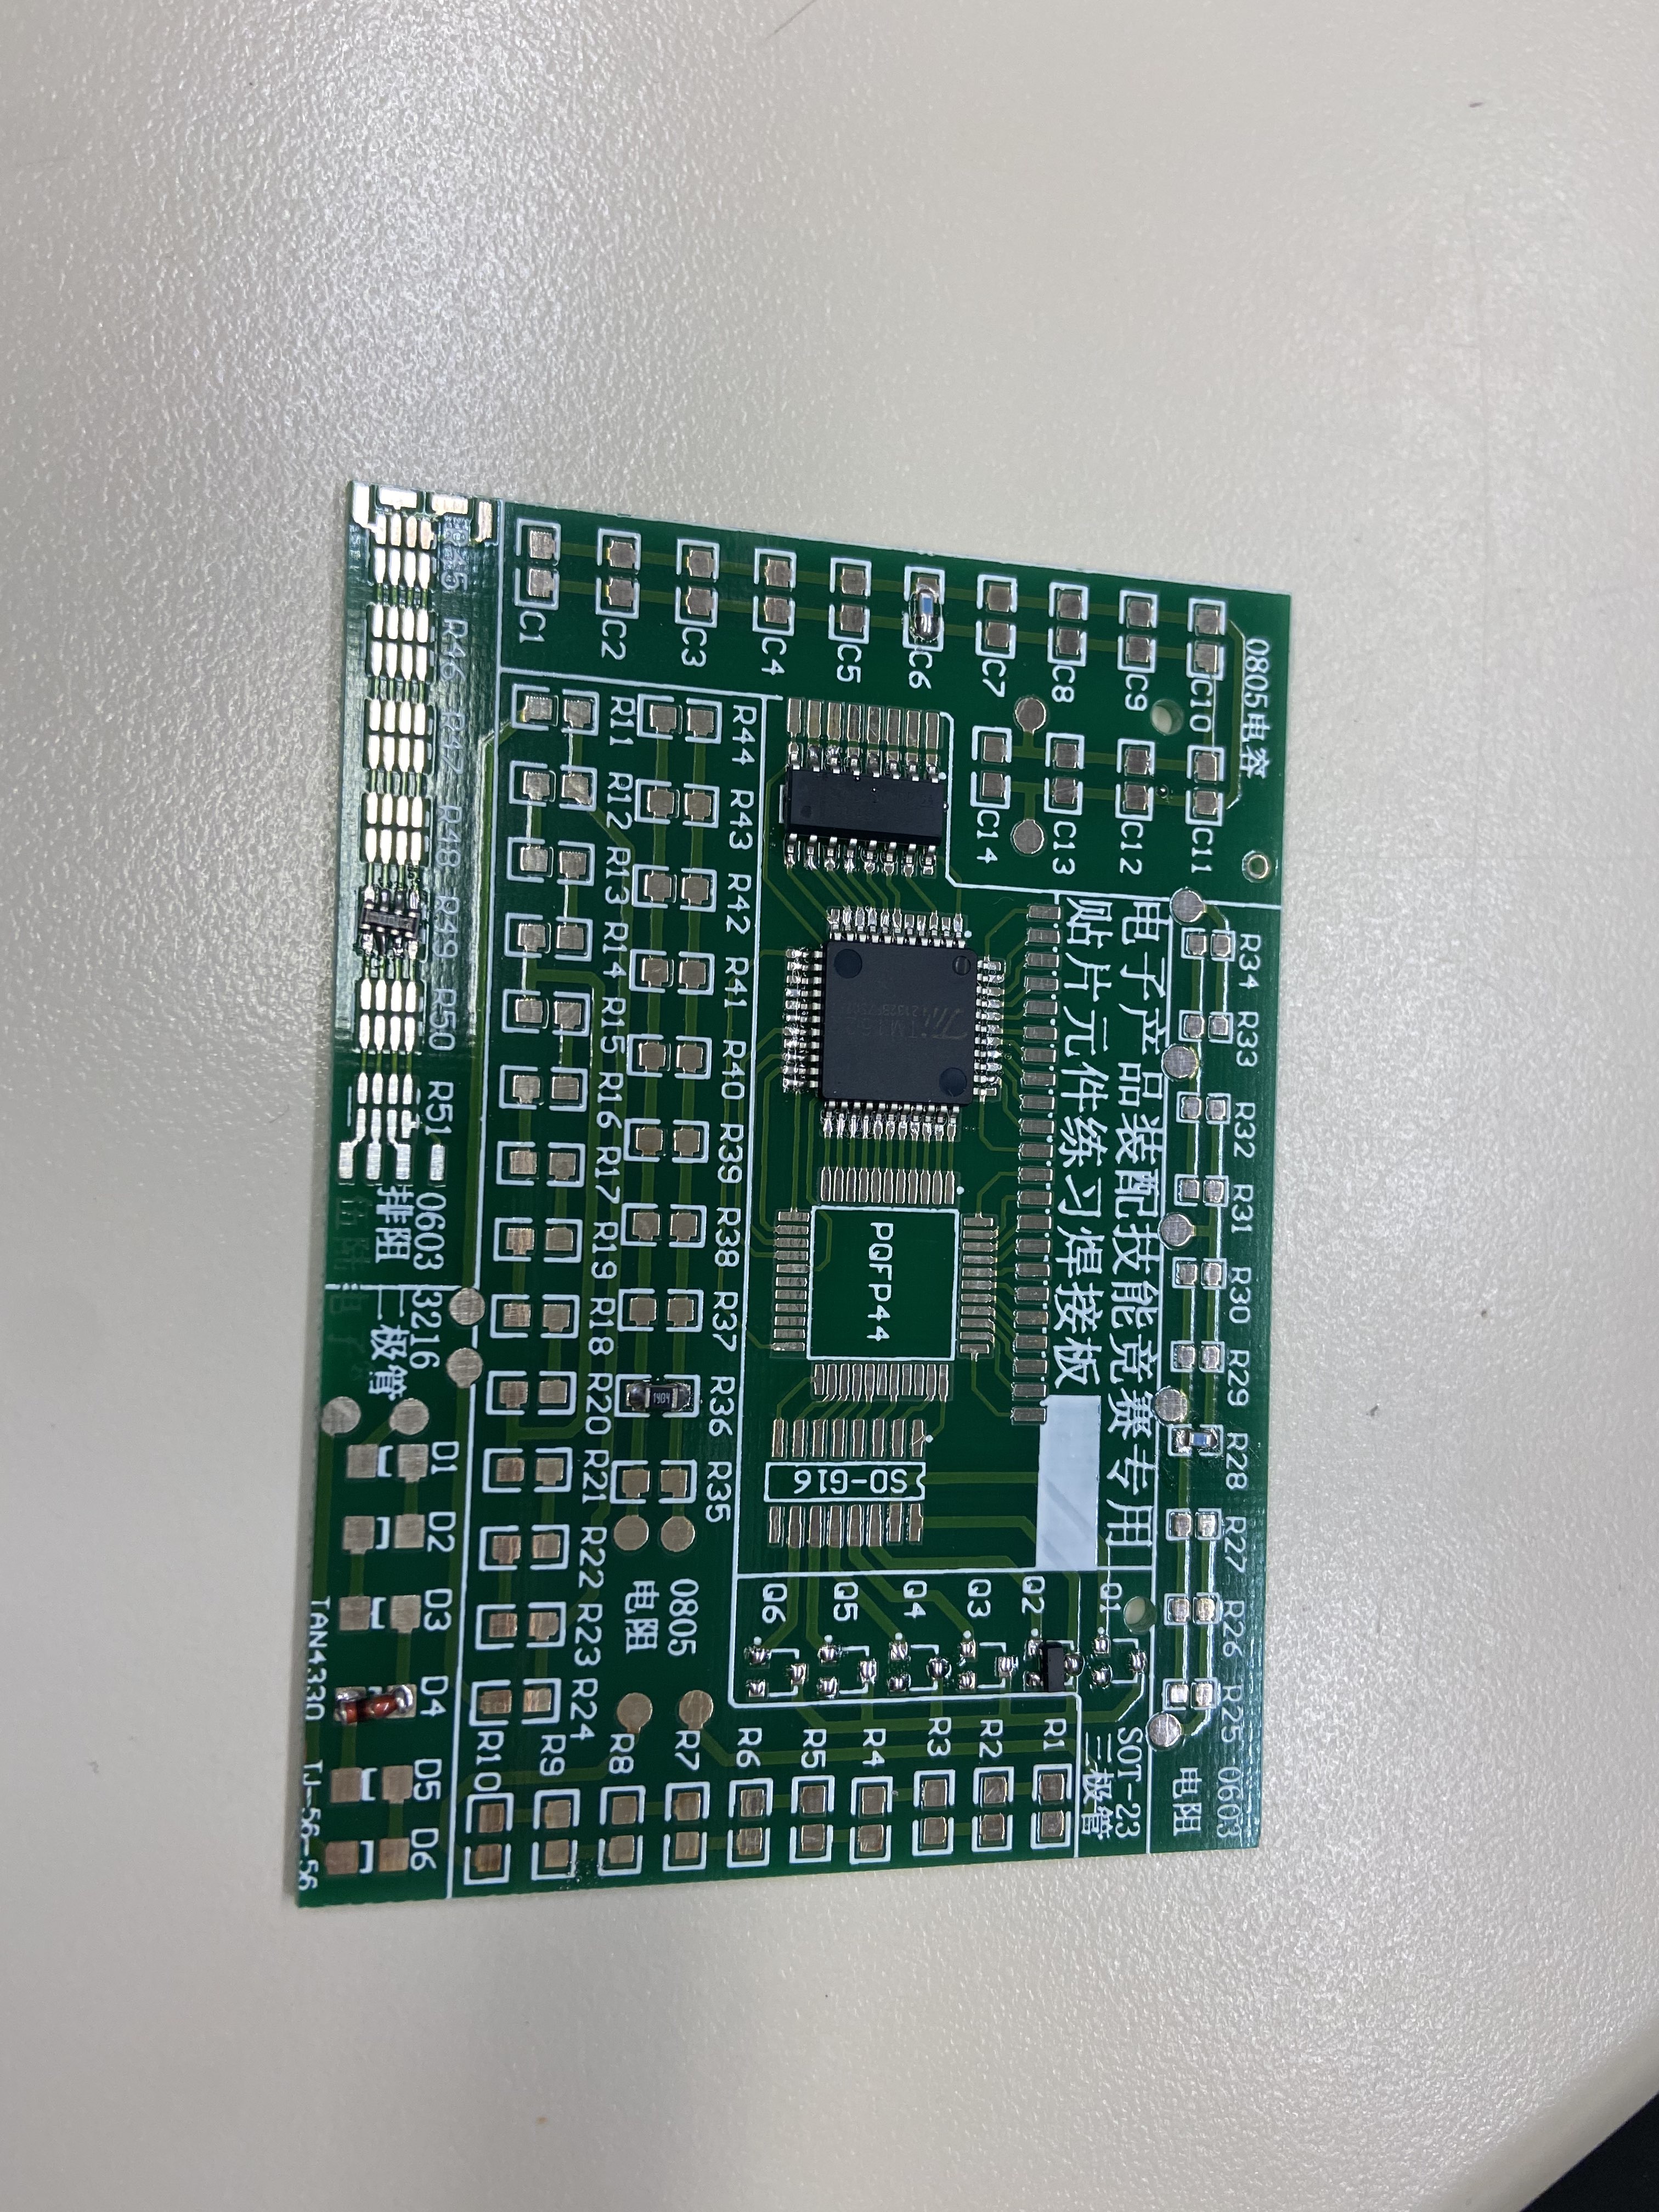 0805电容
C1 C2 C3 C4 C5 C6 C7 C8 C9 C10
C14 C13 C12 C11
R34 R33 R32 R31 R30 R29 R28 R27 R26 R25 0603
电阻
电子产品装配技能竞赛专用
贴片元件练习焊接板
PQFP44
SO-G16
Q1
Q2
Q3
Q4
Q5
Q6
SOT-23
三极管
R44 R43 R42 R41 R40 R39 R38 R37 R36 R35
1404
0805
电阻
R11 R12 R13 R14 R15 R16 R17 R19 R18 R20 R21 R22 R23 R24
R1
R2
R3
R4
R5
R6
R7
R8
R9
R10
R45 R46 R47 R48 R49 R50 R51
0603
排阻
3216
二极管
D1 D2 D3 D4 D5 D6
TAN4330 TJ-56-56